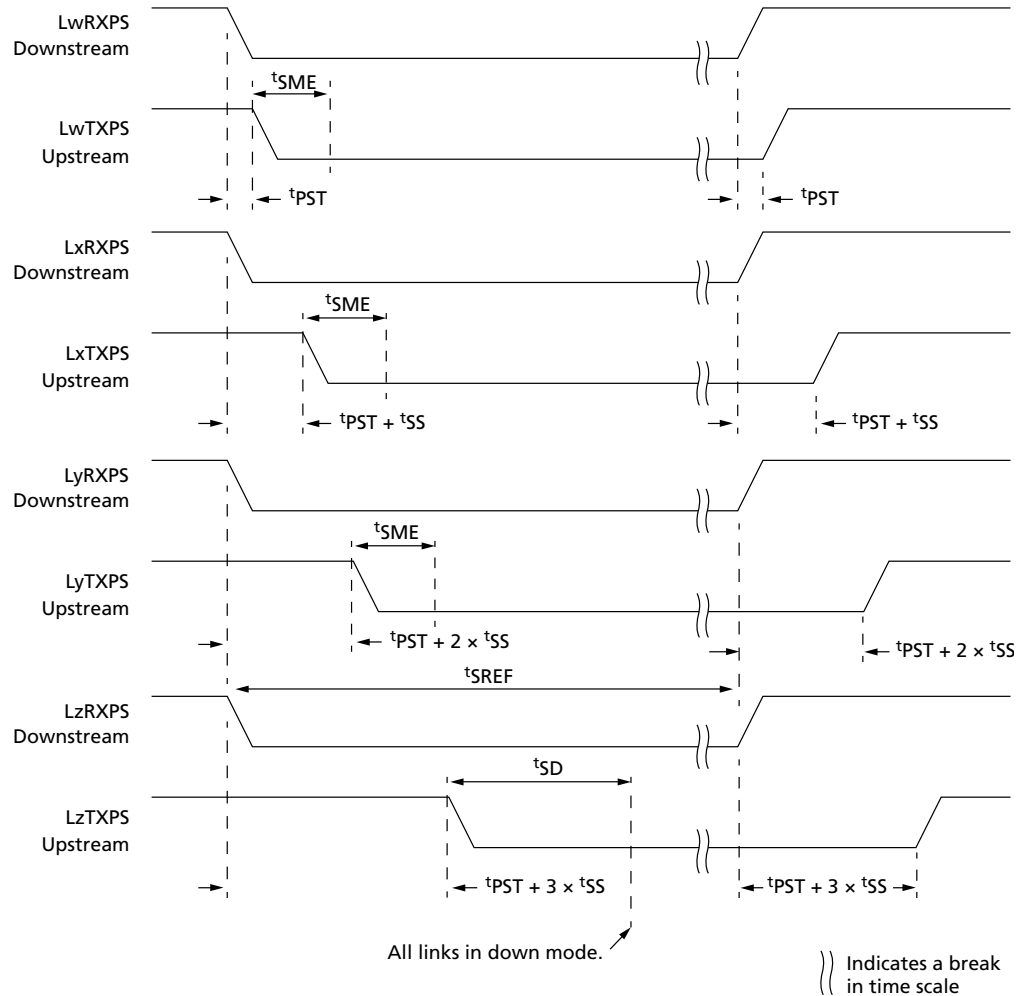 LwRXPS
Downstream
tSME
LwTXPS
Upstream
tPST
tPST
LxRXPS
Downstream
tSME
LxTXPS
Upstream
tPST + tSS
tPST + tSS
LyRXPS
Downstream
tSME
LyTXPS
Upstream
tPST + 2 × tSS
tPST + 2 × tSS
tSREF
LzRXPS
Downstream
tSD
LzTXPS
Upstream
tPST + 3 × tSS
tPST + 3 × tSS
All links in down mode.
Indicates a break
in time scale